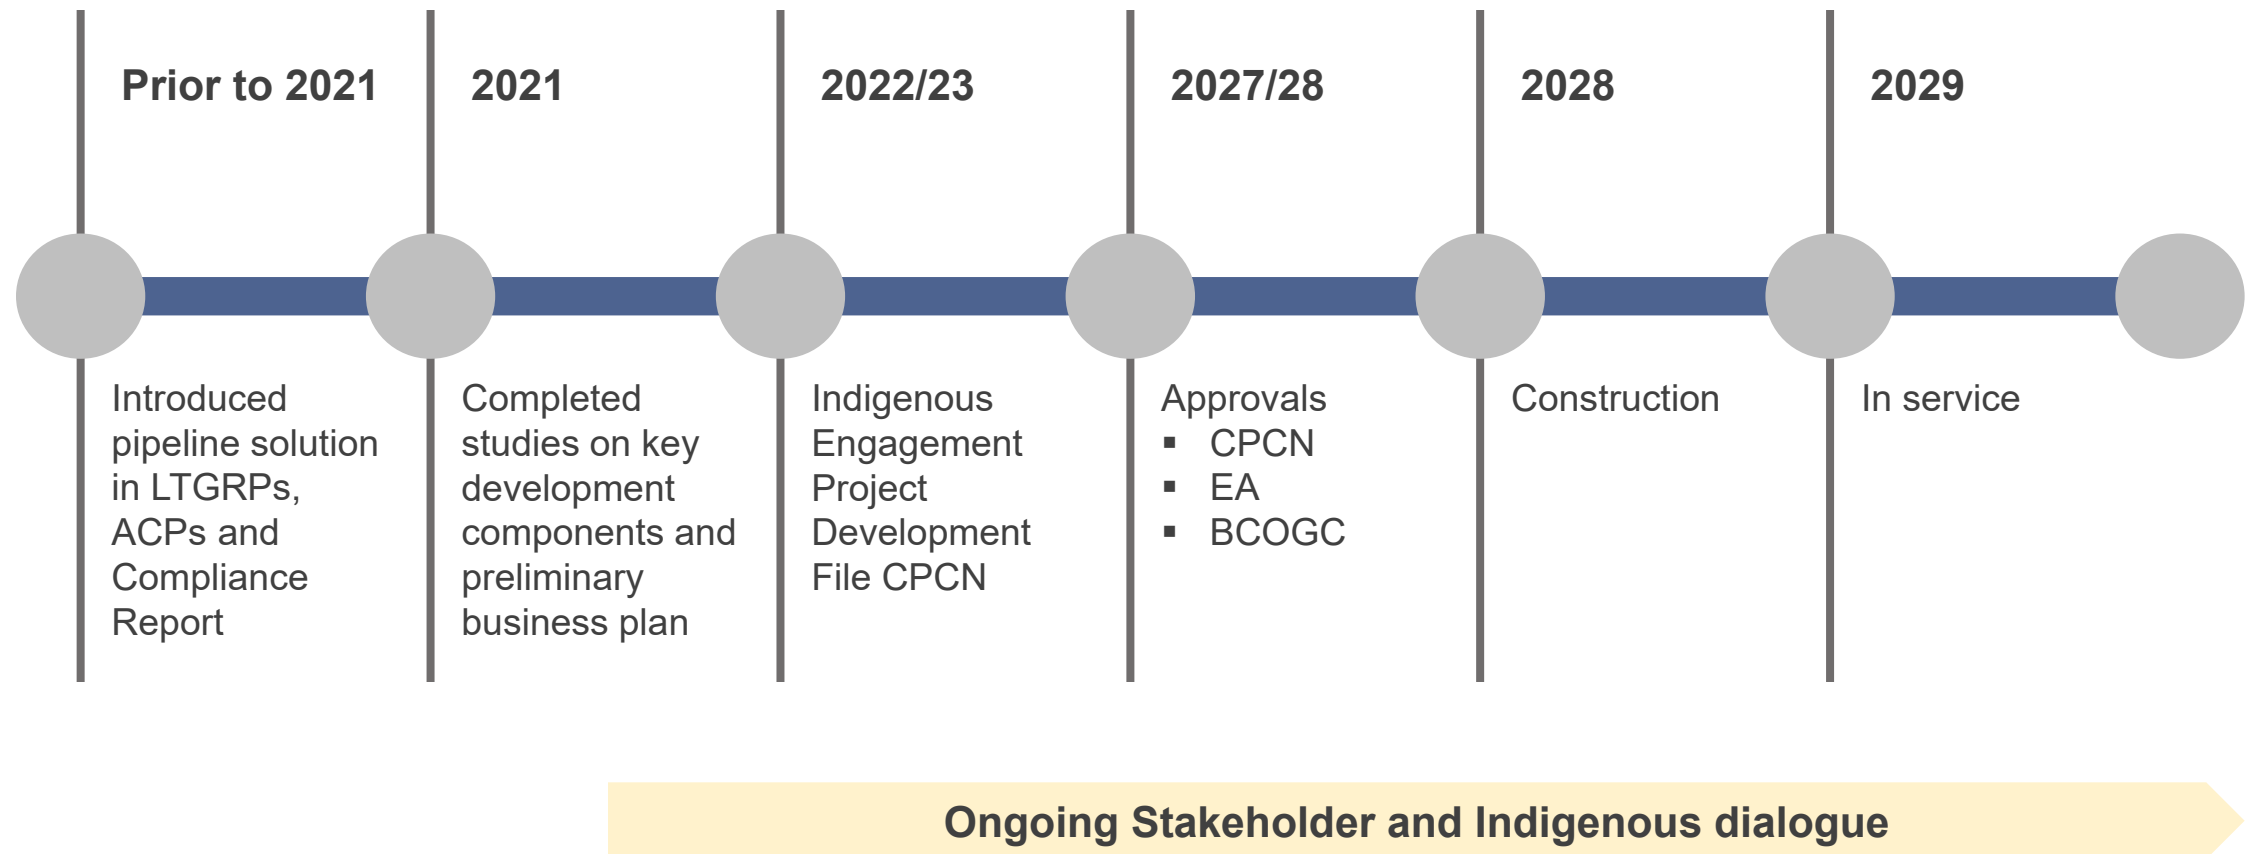 Prior to 2021
2021
2022/23
2027/28
2028
2029
Introduced
pipeline solution
in LTGRPs,
ACPs and
Compliance
Report
Completed
studies on key
development
components and
preliminary
business plan
Indigenous
Engagement
Project
Development
File CPCN
Approvals
▪ CPCN
▪ EA
▪ BCOGC
Construction
In service
Ongoing Stakeholder and Indigenous dialogue